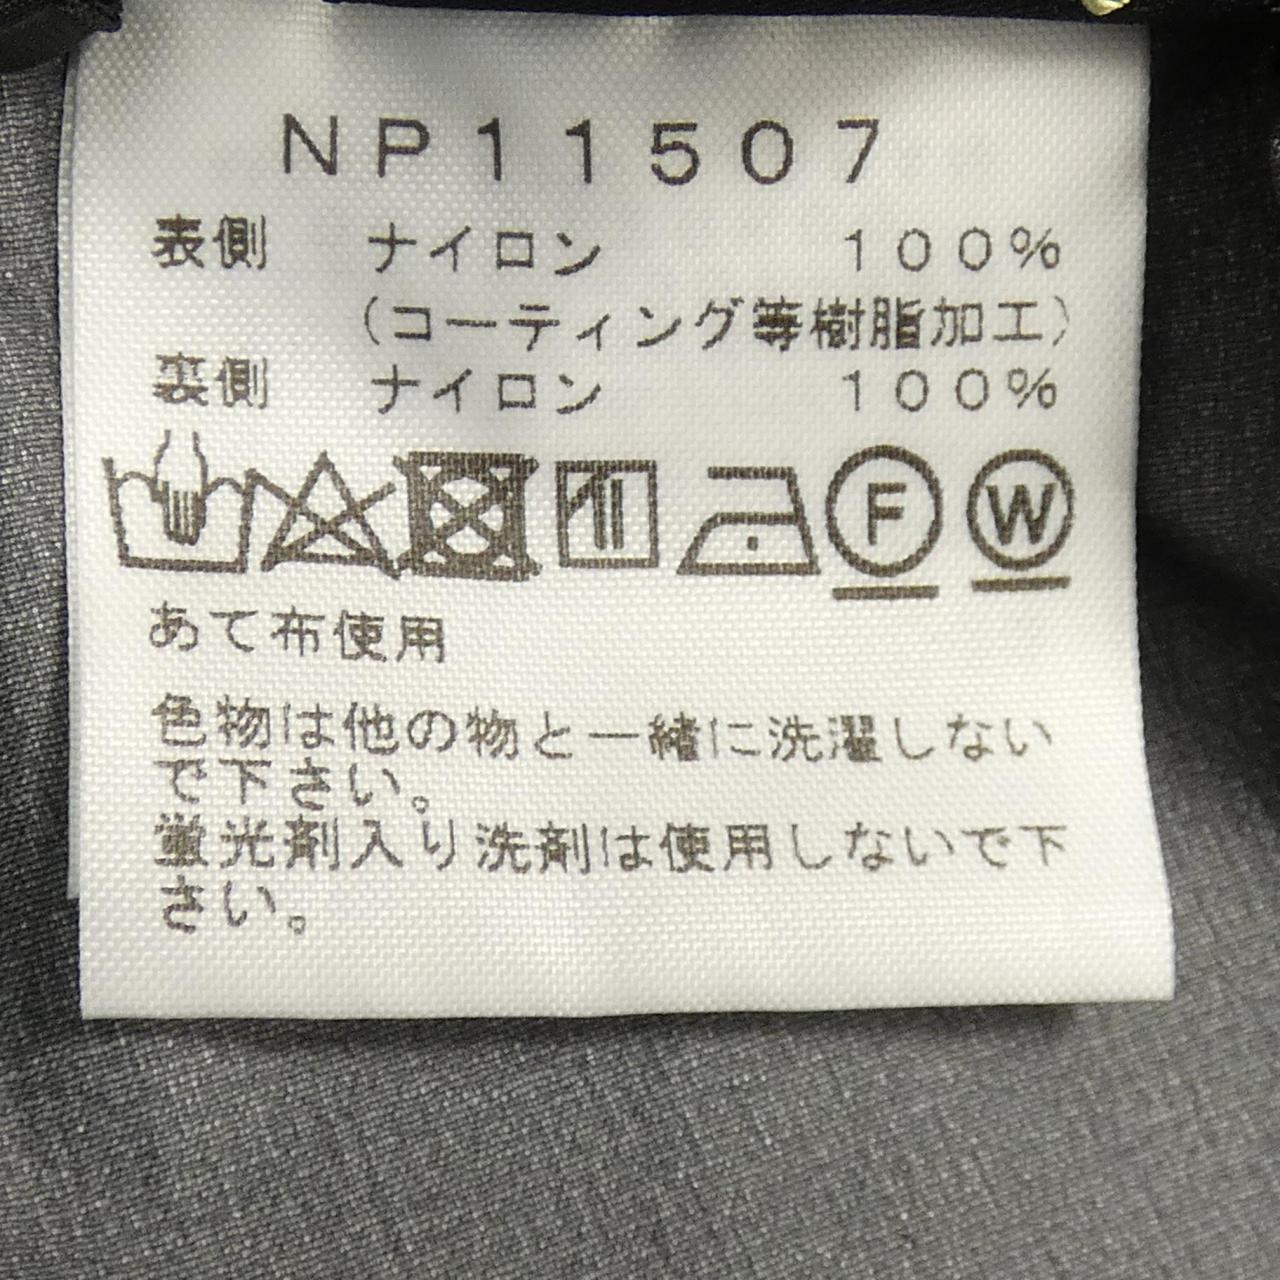 NP11507
表側 ナイロン 100%
(コーティング等樹脂加工)
裏側 ナイロン 100%
F W
あて布使用
色物は他の物と一緒に洗濯しない
で下さい。
蛍光剤入り洗剤は使用しないで下
さい。